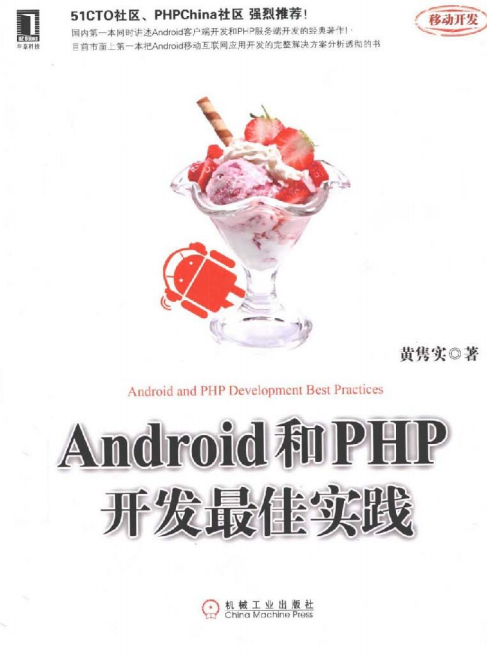 51CTO社区、PHPChina社区 强烈推荐！
国内第一本同时讲述Android客户端开发和PHP服务端开发的经典著作！
目前市面上第一本把Android移动互联网应用开发的完整解决方案分析透彻的书
华章科技
移动开发
黄隽实◎著
Android and PHP Development Best Practices
Android和PHP
开发最佳实践
机械工业出版社
China Machine Press